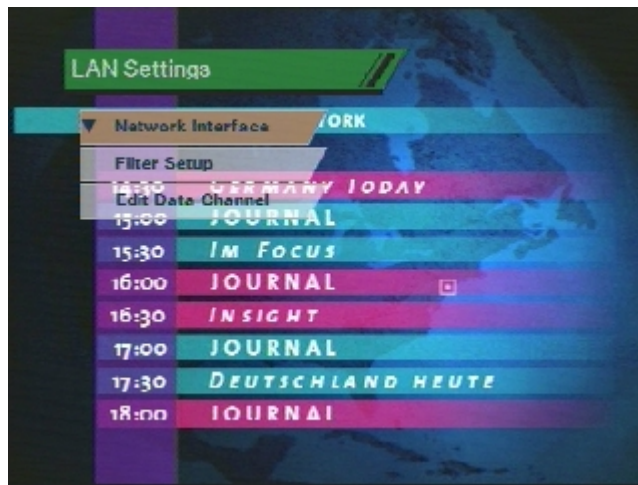 LAN Settings
Network Interface
ORK
Filter Setup
14:30 GERMANY TODAY
Edit Data Channel
15:00 JOURNAL
15:30 IM FOCUS
16:00 JOURNAL
16:30 INSIGHT
17:00 JOURNAL
17:30 DEUTSCHLAND HEUTE
18:00 JOURNAL